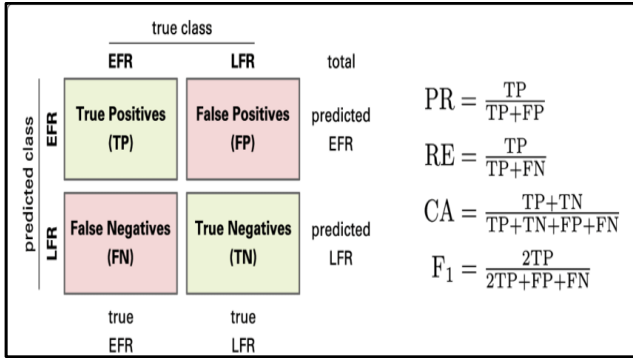 true class
EFR LFR total
predicted class
EFR
True Positives
(TP)
False Positives
(FP)
predicted
EFR
LFR
False Negatives
(FN)
True Negatives
(TN)
predicted
LFR
true
EFR
true
LFR
PR = TP / TP+FP
RE = TP / TP+FN
CA = TP+TN / TP+TN+FP+FN
F₁ = 2TP / 2TP+FP+FN